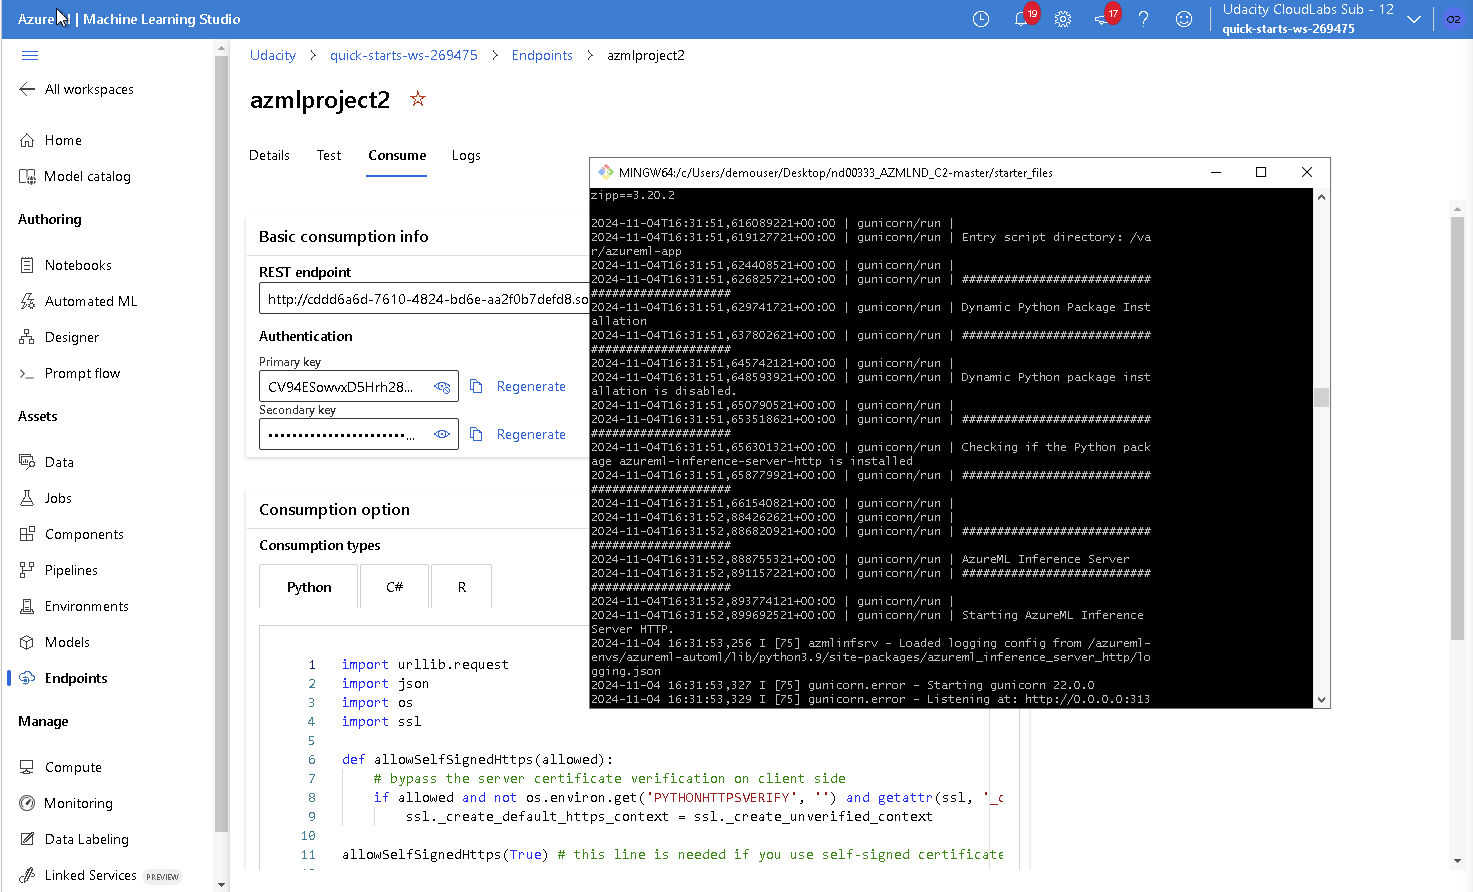 Azure AI | Machine Learning Studio
19
17
Udacity CloudLabs Sub - 12
quick-starts-ws-269475
O2
All workspaces
Home
Model catalog
Authoring
Notebooks
Automated ML
Designer
Prompt flow
Assets
Data
Jobs
Components
Pipelines
Environments
Models
Endpoints
Manage
Compute
Monitoring
Data Labeling
Linked Services PREVIEW
Udacity > quick-starts-ws-269475 > Endpoints > azmlproject2
azmlproject2
Details Test Consume Logs
Basic consumption info
REST endpoint
http://cddd6a6d-7610-4824-bd6e-aa2f0b7defd8.so
Authentication
Primary key
CV94ESowvxD5Hrh28... Regenerate
Secondary key
••••••••••••••••••••••... Regenerate
Consumption option
Consumption types
Python C# R
1 import urllib.request
2 import json
3 import os
4 import ssl
5
6 def allowSelfSignedHttps(allowed):
7 # bypass the server certificate verification on client side
8 if allowed and not os.environ.get('PYTHONHTTPSVERIFY', '') and getattr(ssl, '_c
9 ssl._create_default_https_context = ssl._create_unverified_context
10
11 allowSelfSignedHttps(True) # this line is needed if you use self-signed certificate
MINGW64:/c/Users/demouser/Desktop/nd00333_AZMLND_C2-master/starter_files
zipp==3.20.2
2024-11-04T16:31:51,616089221+00:00 | gunicorn/run |
2024-11-04T16:31:51,619127721+00:00 | gunicorn/run | Entry script directory: /va
r/azureml-app
2024-11-04T16:31:51,624408521+00:00 | gunicorn/run |
2024-11-04T16:31:51,626825721+00:00 | gunicorn/run | ###########################
####################
2024-11-04T16:31:51,629741721+00:00 | gunicorn/run | Dynamic Python Package Inst
allation
2024-11-04T16:31:51,637802621+00:00 | gunicorn/run | ###########################
####################
2024-11-04T16:31:51,645742121+00:00 | gunicorn/run |
2024-11-04T16:31:51,648593921+00:00 | gunicorn/run | Dynamic Python package inst
allation is disabled.
2024-11-04T16:31:51,650790521+00:00 | gunicorn/run |
2024-11-04T16:31:51,653518621+00:00 | gunicorn/run | ###########################
####################
2024-11-04T16:31:51,656301321+00:00 | gunicorn/run | Checking if the Python pack
age azureml-inference-server-http is installed
2024-11-04T16:31:51,658779921+00:00 | gunicorn/run | ###########################
####################
2024-11-04T16:31:51,661540821+00:00 | gunicorn/run |
2024-11-04T16:31:52,884262621+00:00 | gunicorn/run |
2024-11-04T16:31:52,886820921+00:00 | gunicorn/run | ###########################
####################
2024-11-04T16:31:52,888755321+00:00 | gunicorn/run | AzureML Inference Server
2024-11-04T16:31:52,891157221+00:00 | gunicorn/run | ###########################
####################
2024-11-04T16:31:52,893774121+00:00 | gunicorn/run |
2024-11-04T16:31:52,899692521+00:00 | gunicorn/run | Starting AzureML Inference
Server HTTP.
2024-11-04 16:31:53,256 I [75] azmlinfsrv - Loaded logging config from /azureml-
envs/azureml-automl/lib/python3.9/site-packages/azureml_inference_server_http/lo
gging.json
2024-11-04 16:31:53,327 I [75] gunicorn.error - Starting gunicorn 22.0.0
2024-11-04 16:31:53,329 I [75] gunicorn.error - Listening at: http://0.0.0.0:313